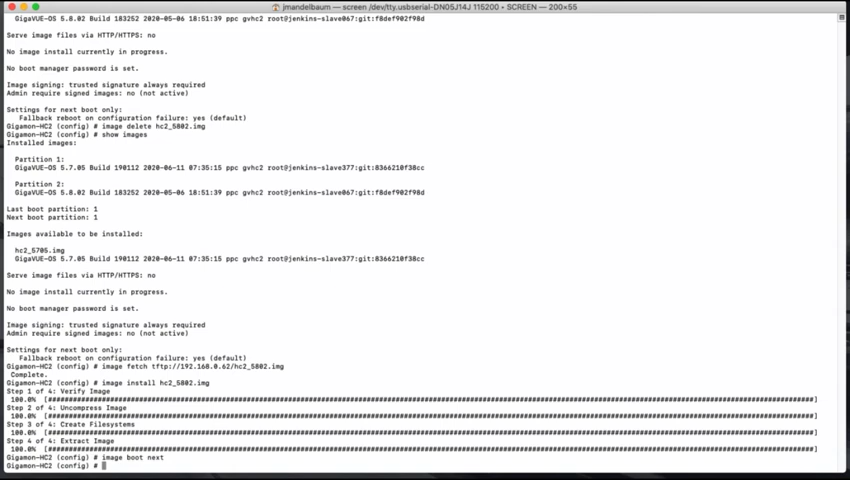 jmandelbaum — screen /dev/tty.usbserial-DN05J14J 115200 • SCREEN — 200×55
GigaVUE-OS 5.8.02 Build 183252 2020-05-06 18:51:39 ppc gvhc2 root@jenkins-slave067:git:f8def902f98d
Serve image files via HTTP/HTTPS: no
No image install currently in progress.
No boot manager password is set.
Image signing: trusted signature always required
Admin require signed images: no (not active)
Settings for next boot only:
Fallback reboot on configuration failure: yes (default)
Gigamon-HC2 (config) # image delete hc2_5802.img
Gigamon-HC2 (config) # show images
Installed images:
Partition 1:
GigaVUE-OS 5.7.05 Build 190112 2020-06-11 07:35:15 ppc gvhc2 root@jenkins-slave377:git:8366210f38cc
Partition 2:
GigaVUE-OS 5.8.02 Build 183252 2020-05-06 18:51:39 ppc gvhc2 root@jenkins-slave067:git:f8def902f98d
Last boot partition: 1
Next boot partition: 1
Images available to be installed:
hc2_5705.img
GigaVUE-OS 5.7.05 Build 190112 2020-06-11 07:35:15 ppc gvhc2 root@jenkins-slave377:git:8366210f38cc
Serve image files via HTTP/HTTPS: no
No image install currently in progress.
No boot manager password is set.
Image signing: trusted signature always required
Admin require signed images: no (not active)
Settings for next boot only:
Fallback reboot on configuration failure: yes (default)
Gigamon-HC2 (config) # image fetch tftp://192.168.0.62/hc2_5802.img
Complete.
Gigamon-HC2 (config) # image install hc2_5802.img
Step 1 of 4: Verify Image
100.0% [#################################################################]
Step 2 of 4: Uncompress Image
100.0% [#################################################################]
Step 3 of 4: Create Filesystems
100.0% [#################################################################]
Step 4 of 4: Extract Image
100.0% [#################################################################]
Gigamon-HC2 (config) # image boot next
Gigamon-HC2 (config) #